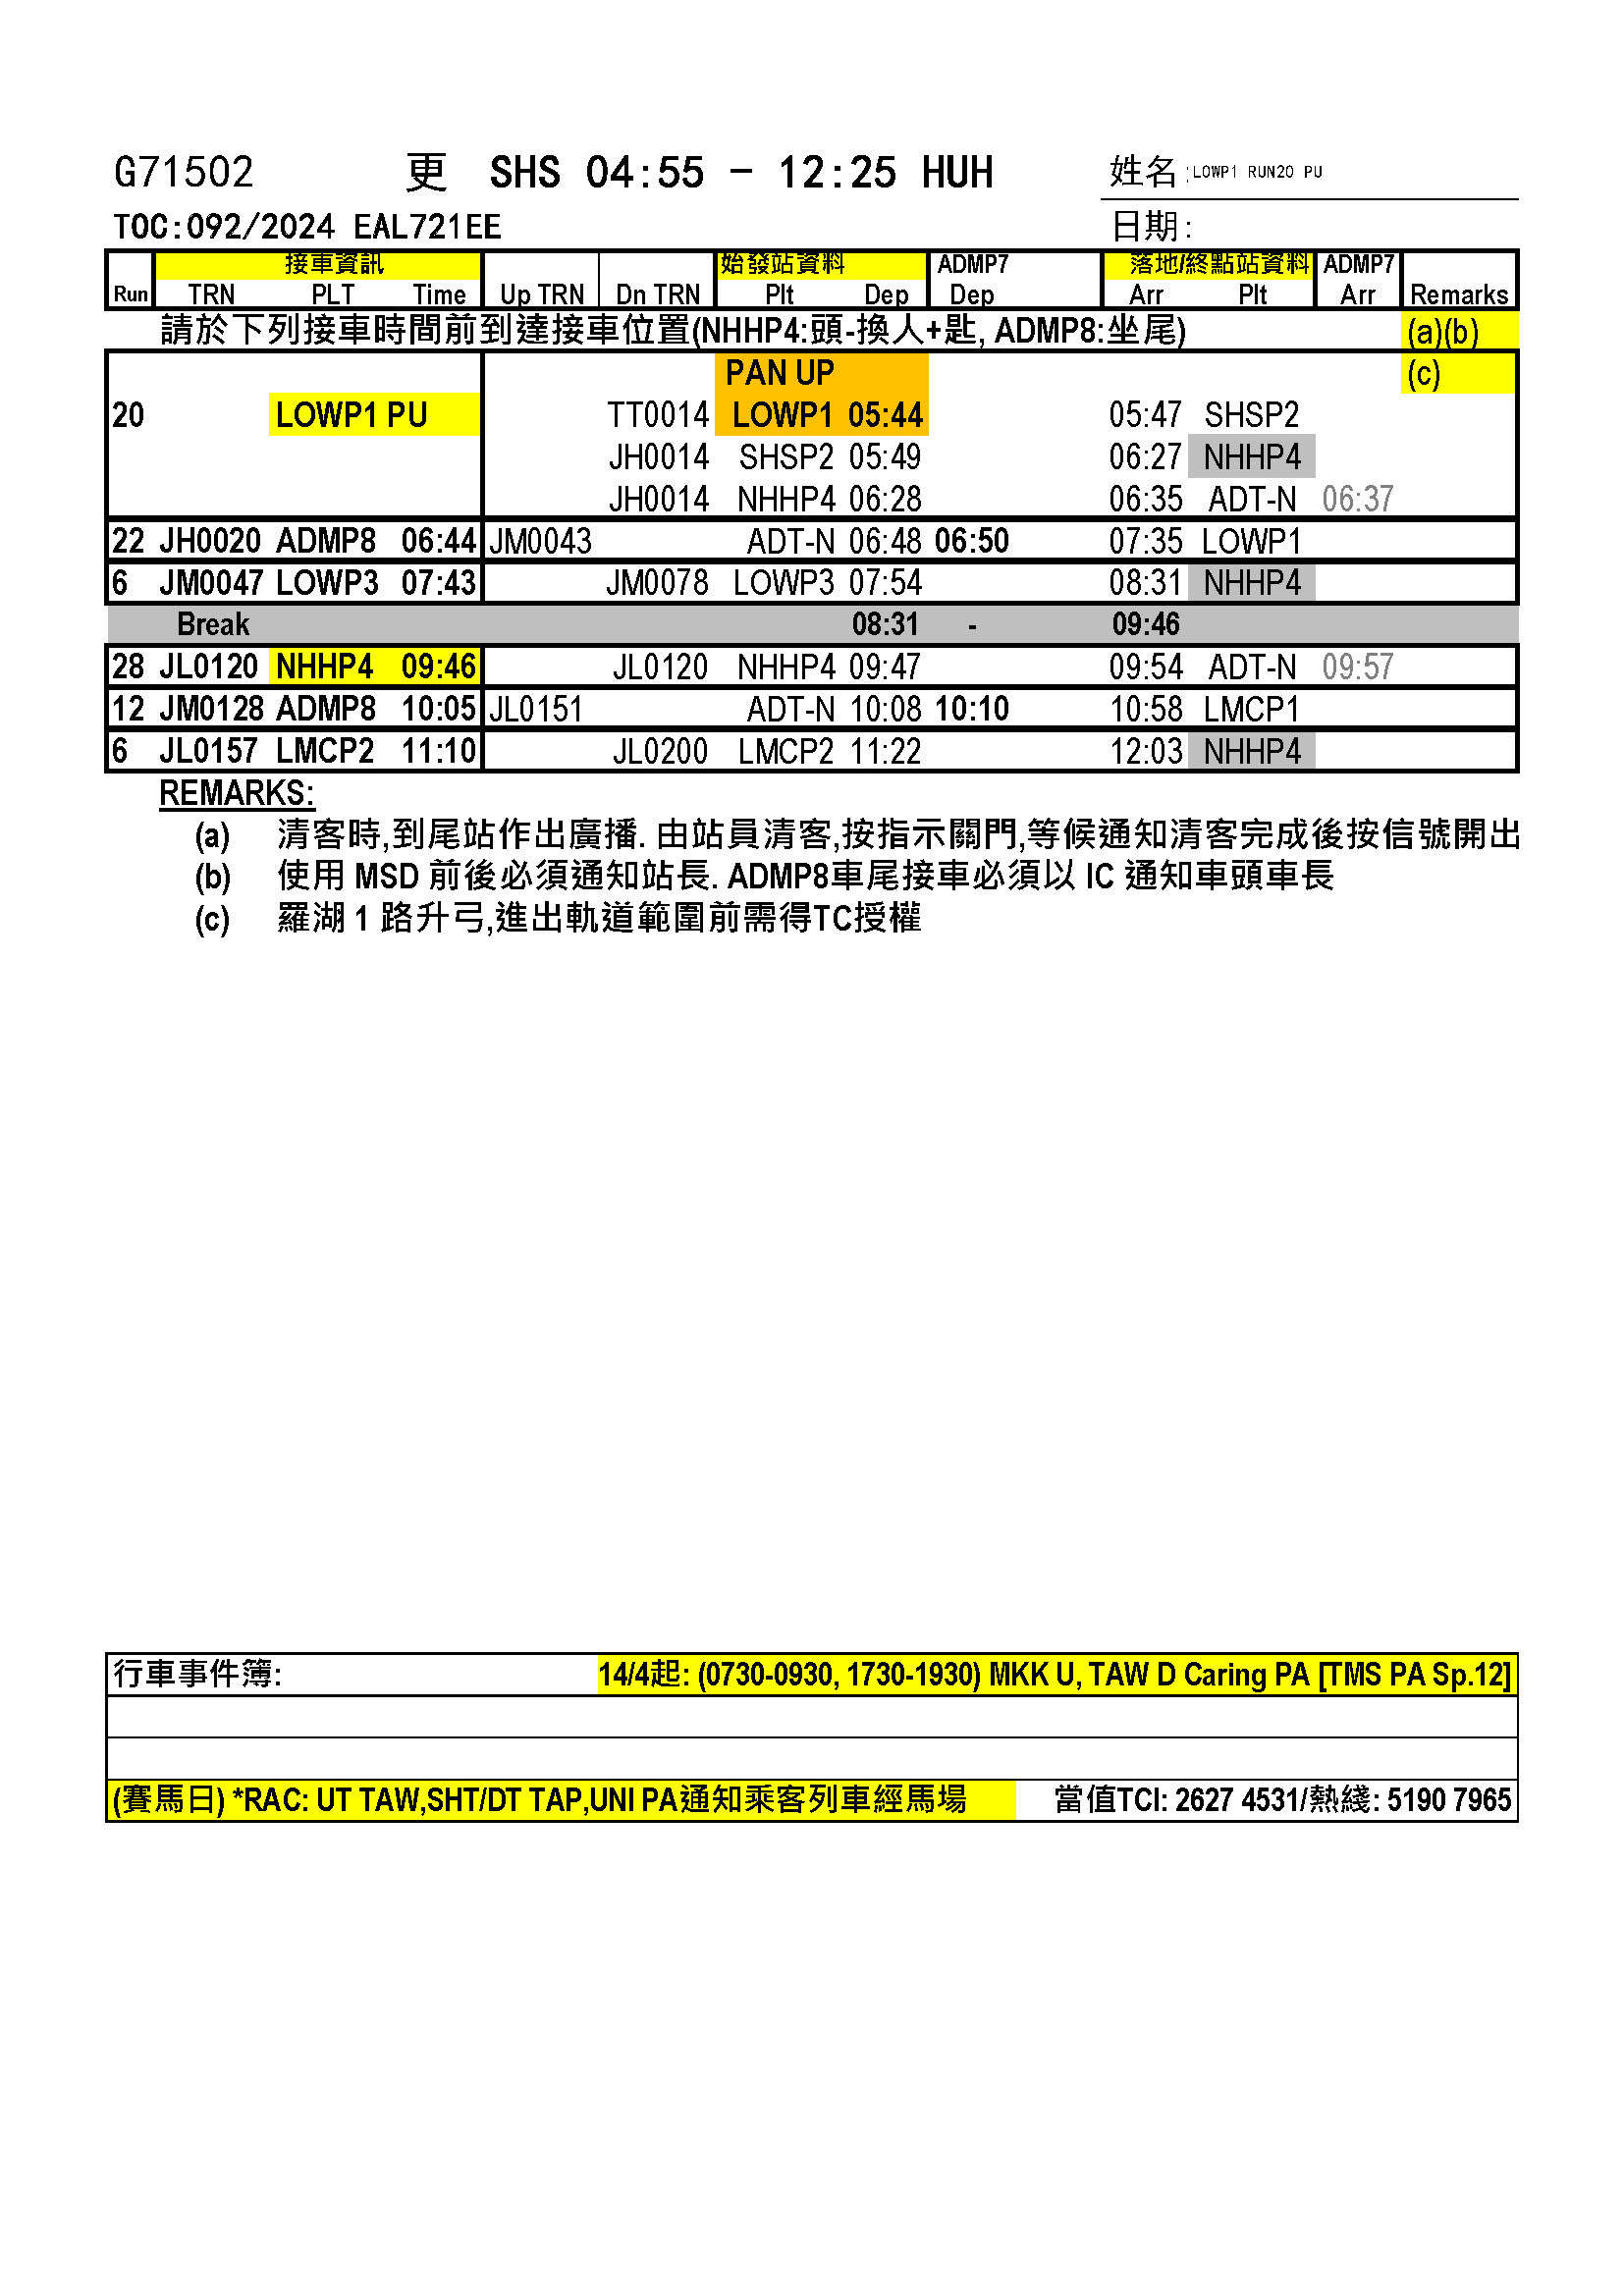 G71502 更 SHS 04:55 - 12:25 HUH 姓名:LOWP1 RUN20 PU
TOC:092/2024 EAL721EE 日期:
接車資訊 始發站資料 ADMP7 落地/終點站資料 ADMP7
Run TRN PLT Time Up TRN Dn TRN Plt Dep Dep Arr Plt Arr Remarks
請於下列接車時間前到達接車位置(NHHP4:頭-換人+匙, ADMP8:坐尾) (a)(b)
PAN UP (c)
20 LOWP1 PU TT0014 LOWP1 05:44 05:47 SHSP2
JH0014 SHSP2 05:49 06:27 NHHP4
JH0014 NHHP4 06:28 06:35 ADT-N 06:37
22 JH0020 ADMP8 06:44 JM0043 ADT-N 06:48 06:50 07:35 LOWP1
6 JM0047 LOWP3 07:43 JM0078 LOWP3 07:54 08:31 NHHP4
Break 08:31 - 09:46
28 JL0120 NHHP4 09:46 JL0120 NHHP4 09:47 09:54 ADT-N 09:57
12 JM0128 ADMP8 10:05 JL0151 ADT-N 10:08 10:10 10:58 LMCP1
6 JL0157 LMCP2 11:10 JL0200 LMCP2 11:22 12:03 NHHP4
REMARKS:
(a) 清客時,到尾站作出廣播. 由站員清客,按指示關門,等候通知清客完成後按信號開出
(b) 使用 MSD 前後必須通知站長. ADMP8車尾接車必須以 IC 通知車頭車長
(c) 羅湖 1 路升弓,進出軌道範圍前需得TC授權
行車事件簿: 14/4起: (0730-0930, 1730-1930) MKK U, TAW D Caring PA [TMS PA Sp.12]
(賽馬日) *RAC: UT TAW,SHT/DT TAP,UNI PA通知乘客列車經馬場 當值TCI: 2627 4531/熱綫: 5190 7965